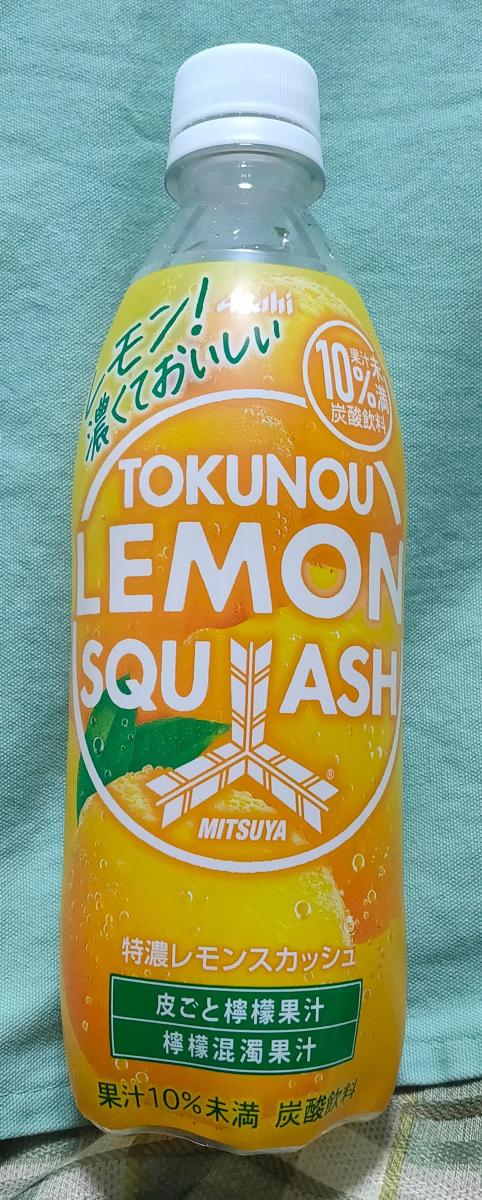 Asahi
レモン!
濃くておいしい
果汁
10%未満
炭酸飲料
TOKUNOU
LEMON
SQUASH
®
MITSUYA
特濃レモンスカッシュ
皮ごと檸檬果汁
檸檬混濁果汁
果汁10%未満 炭酸飲料